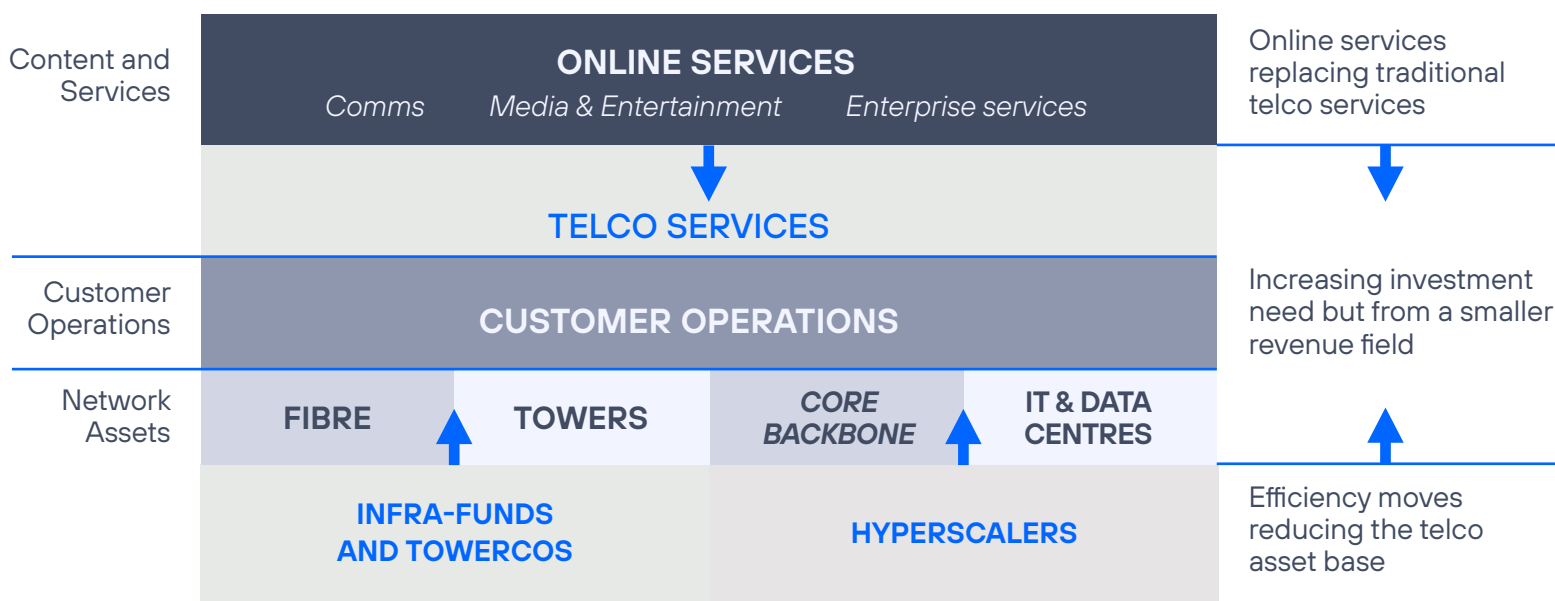 Content and
Services
ONLINE SERVICES
Comms Media & Entertainment Enterprise services
Online services
replacing traditional
telco services
TELCO SERVICES
Customer
Operations
CUSTOMER OPERATIONS
Increasing investment
need but from a smaller
revenue field
Network
Assets
FIBRE
TOWERS
CORE
BACKBONE
IT & DATA
CENTRES
INFRA-FUNDS
AND TOWERCOS
HYPERSCALERS
Efficiency moves
reducing the telco
asset base